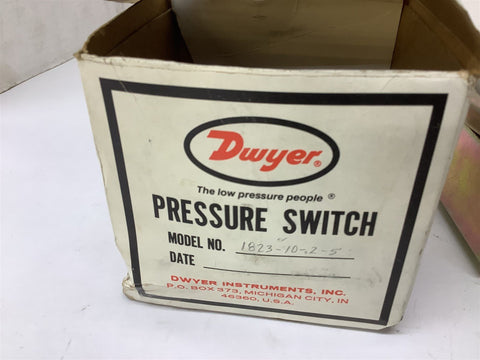 Dwyer®
The low pressure people ®
PRESSURE SWITCH
MODEL NO. 1823-10-2-5
DATE
DWYER INSTRUMENTS, INC.
P.O. BOX 373, MICHIGAN CITY, IN
46360, U.S.A.